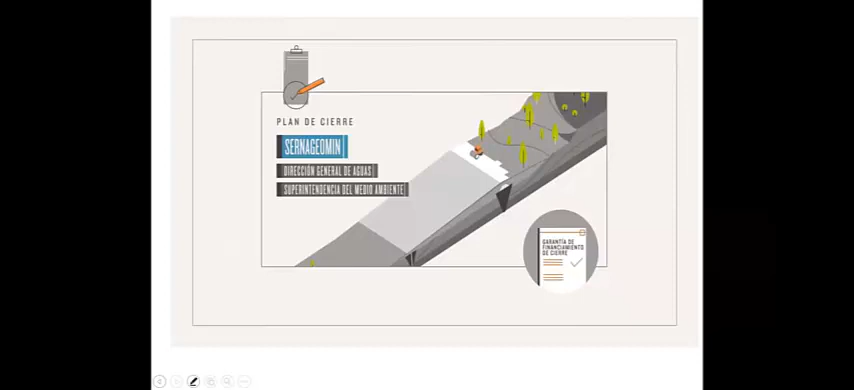 PLAN DE CIERRE
SERNAGEOMIN
DIRECCIÓN GENERAL DE AGUAS
SUPERINTENDENCIA DEL MEDIO AMBIENTE
GARANTÍA DE
FINANCIAMIENTO
DE CIERRE